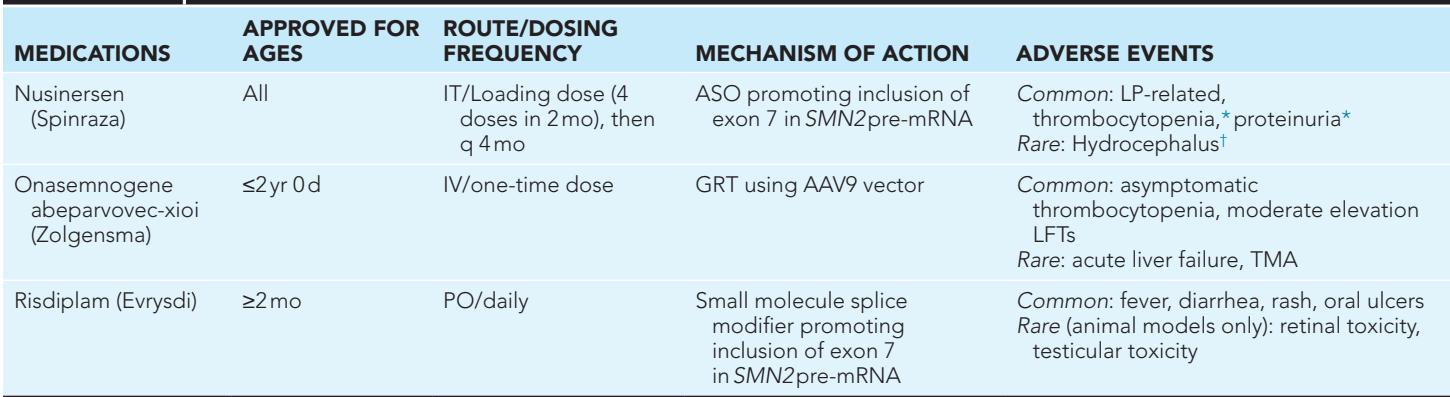 MEDICATIONS
APPROVED FOR AGES
ROUTE/DOSING FREQUENCY
MECHANISM OF ACTION
ADVERSE EVENTS
Nusinersen
(Spinraza)
All
IT/Loading dose (4
doses in 2 mo), then
q 4 mo
ASO promoting inclusion of
exon 7 in SMN2 pre-mRNA
Common: LP-related,
thrombocytopenia,* proteinuria*
Rare: Hydrocephalus†
Onasemnogene
abeparvovec-xioi
(Zolgensma)
≤2 yr 0 d
IV/one-time dose
GRT using AAV9 vector
Common: asymptomatic
thrombocytopenia, moderate elevation
LFTs
Rare: acute liver failure, TMA
Risdiplam (Evrysdi)
≥2 mo
PO/daily
Small molecule splice
modifier promoting
inclusion of exon 7
in SMN2 pre-mRNA
Common: fever, diarrhea, rash, oral ulcers
Rare (animal models only): retinal toxicity,
testicular toxicity